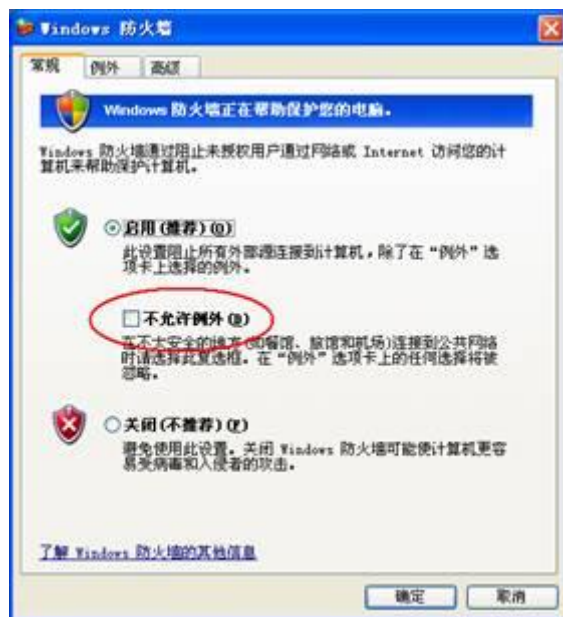 Windows 防火墙
常规 例外 高级
Windows 防火墙正在帮助保护您的电脑。
Windows 防火墙通过阻止未授权用户通过网络或 Internet 访问您的计
算机来帮助保护计算机。
启用(推荐)(O)
此设置阻止所有外部源连接到计算机，除了在“例外”选
项卡上选择的例外。
不允许例外(D)
在不太安全的地方(如餐馆、旅馆和机场)连接到公共网络
时请选择此复选框。在“例外”选项卡上的任何选择将被
忽略。
关闭(不推荐)(F)
避免使用此设置。关闭 Windows 防火墙可能使计算机更容
易受病毒和入侵者的攻击。
了解 Windows 防火墙的其他信息
确定 取消